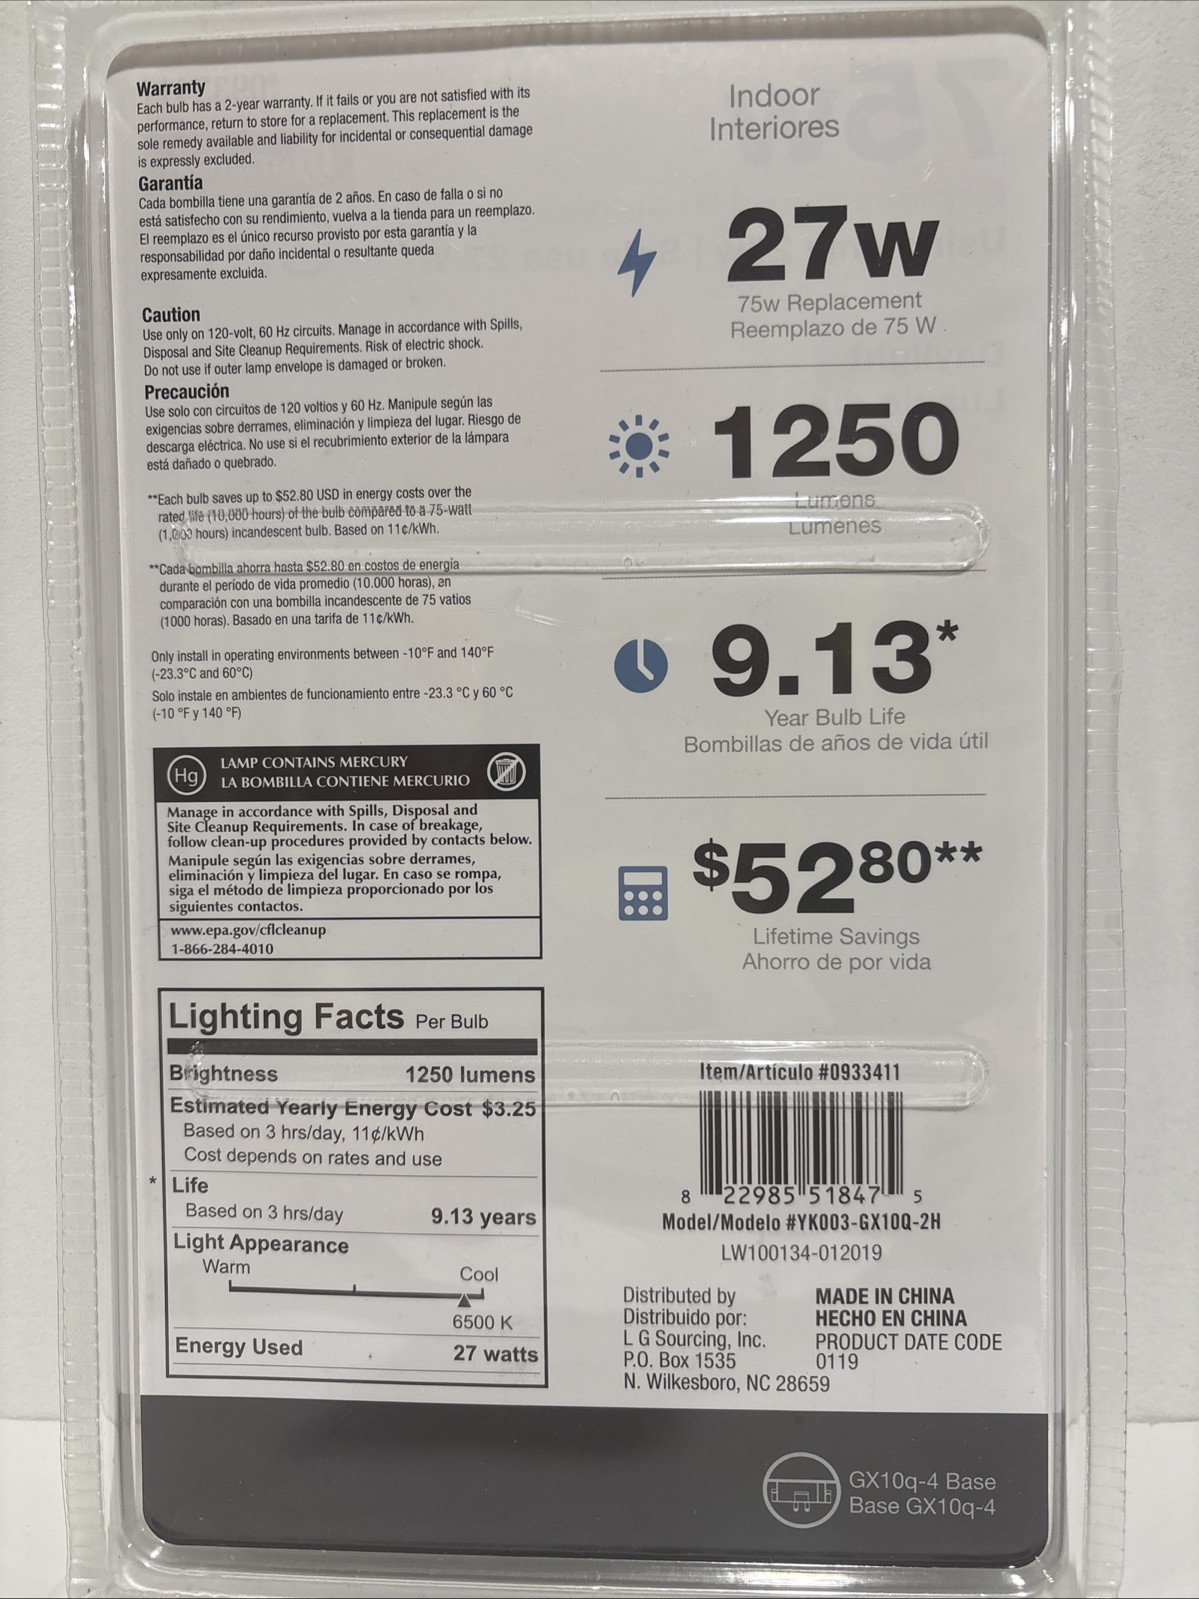 Warranty
Each bulb has a 2-year warranty. If it fails or you are not satisfied with its
performance, return to store for a replacement. This replacement is the
sole remedy available and liability for incidental or consequential damage
is expressly excluded.
Garantía
Cada bombilla tiene una garantía de 2 años. En caso de falla o si no
está satisfecho con su rendimiento, vuelva a la tienda para un reemplazo.
El reemplazo es el único recurso provisto por esta garantía y la
responsabilidad por daño incidental o resultante queda
expresamente excluida.
Caution
Use only on 120-volt, 60 Hz circuits. Manage in accordance with Spills,
Disposal and Site Cleanup Requirements. Risk of electric shock.
Do not use if outer lamp envelope is damaged or broken.
Precaución
Use solo con circuitos de 120 voltios y 60 Hz. Manipule según las
exigencias sobre derrames, eliminación y limpieza del lugar. Riesgo de
descarga eléctrica. No use si el recubrimiento exterior de la lámpara
está dañado o quebrado.
**Each bulb saves up to $52.80 USD in energy costs over the
rated life (10,000 hours) of the bulb compared to a 75-watt
(1,000 hours) incandescent bulb. Based on 11¢/kWh.
**Cada bombilla ahorra hasta $52.80 en costos de energía
durante el período de vida promedio (10.000 horas), en
comparación con una bombilla incandescente de 75 vatios
(1000 horas). Basado en una tarifa de 11¢/kWh.
Only install in operating environments between -10°F and 140°F
(-23.3°C and 60°C)
Solo instale en ambientes de funcionamiento entre -23.3 °C y 60 °C
(-10 °F y 140 °F)
Hg
LAMP CONTAINS MERCURY
LA BOMBILLA CONTIENE MERCURIO
Manage in accordance with Spills, Disposal and
Site Cleanup Requirements. In case of breakage,
follow clean-up procedures provided by contacts below.
Manipule según las exigencias sobre derrames,
eliminación y limpieza del lugar. En caso se rompa,
siga el método de limpieza proporcionado por los
siguientes contactos.
www.epa.gov/cflcleanup
1-866-284-4010
Lighting Facts Per Bulb
Brightness 1250 lumens
Estimated Yearly Energy Cost $3.25
Based on 3 hrs/day, 11¢/kWh
Cost depends on rates and use
* Life
Based on 3 hrs/day 9.13 years
Light Appearance
Warm Cool
6500 K
Energy Used 27 watts
Indoor
Interiores
27w
75w Replacement
Reemplazo de 75 W
1250
Lumens
Lúmenes
9.13*
Year Bulb Life
Bombillas de años de vida útil
$5280**
Lifetime Savings
Ahorro de por vida
Item/Artículo #0933411
8 22985 51847 5
Model/Modelo #YK003-GX10Q-2H
LW100134-012019
Distributed by
Distribuido por:
L G Sourcing, Inc.
P.O. Box 1535
N. Wilkesboro, NC 28659
MADE IN CHINA
HECHO EN CHINA
PRODUCT DATE CODE
0119
GX10q-4 Base
Base GX10q-4